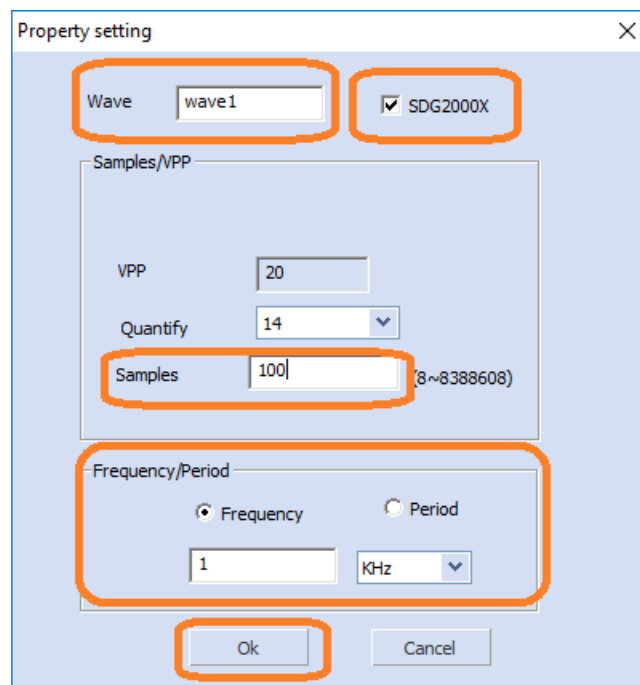 Property setting
Wave wave1 SDG2000X
Samples/VPP
VPP 20
Quantify 14
Samples 100 (8~8388608)
Frequency/Period
Frequency Period
1 KHz
Ok Cancel